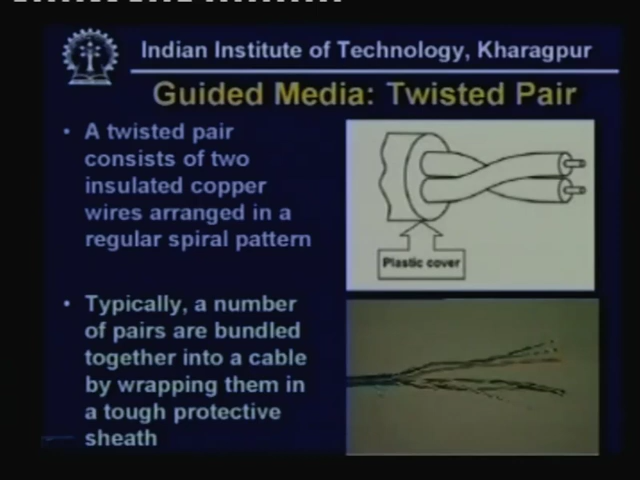 Indian Institute of Technology, Kharagpur
Guided Media: Twisted Pair
• A twisted pair
consists of two
insulated copper
wires arranged in a
regular spiral pattern
Plastic cover
• Typically, a number
of pairs are bundled
together into a cable
by wrapping them in
a tough protective
sheath